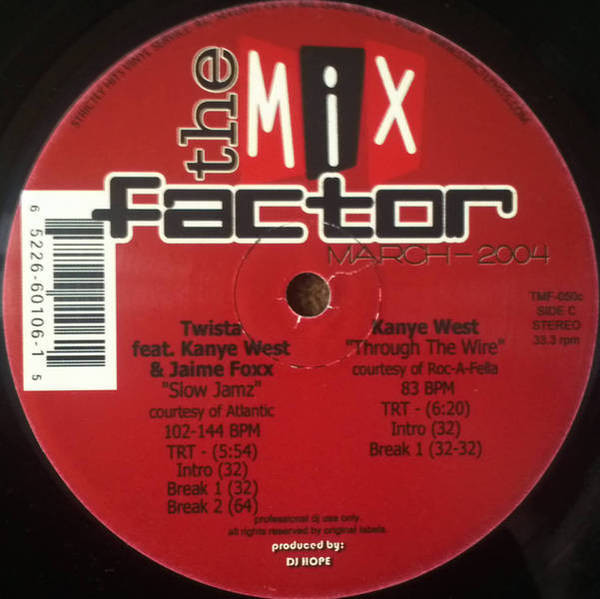 STRICTLY HITS VINYL SERVICE
the MiX
factor
MARCH - 2004
6 5226-60106-1 5
TMF-050c
SIDE C
STEREO
33.3 rpm
Twista
feat. Kanye West
& Jaime Foxx
"Slow Jamz"
courtesy of Atlantic
102-144 BPM
TRT - (5:54)
Intro (32)
Break 1 (32)
Break 2 (64)
Kanye West
"Through The Wire"
courtesy of Roc-A-Fella
83 BPM
TRT - (6:20)
Intro (32)
Break 1 (32-32)
professional dj use only.
all rights reserved by original labels.
produced by:
DJ HOPE